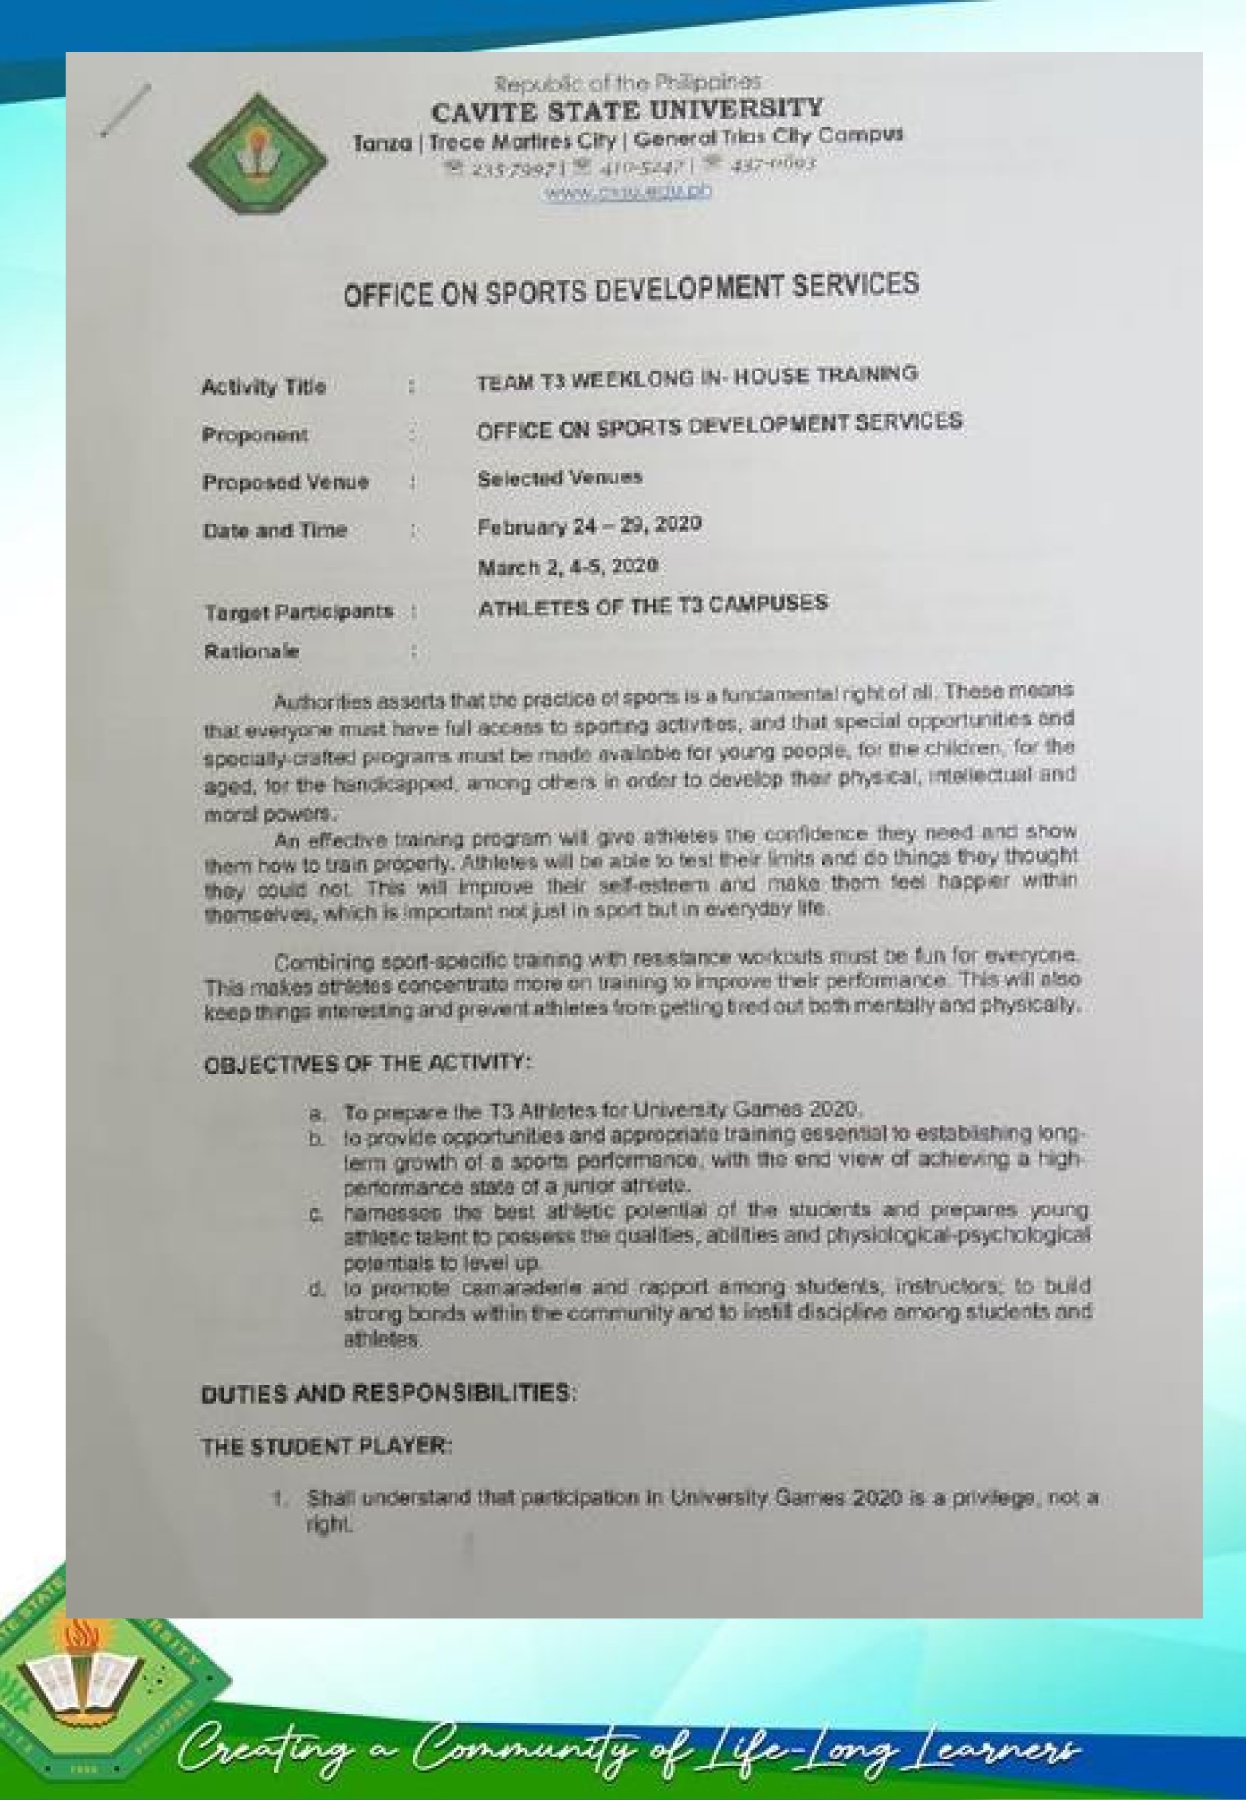 Republic of the Philippines
CAVITE STATE UNIVERSITY
Tanza | Trece Martires City | General Trias City Campus
☏ 235-7997 | ☏ 410-5247 | ☏ 437-0693
www.cvsu.edu.ph
OFFICE ON SPORTS DEVELOPMENT SERVICES
Activity Title : TEAM T3 WEEKLONG IN- HOUSE TRAINING
Proponent : OFFICE ON SPORTS DEVELOPMENT SERVICES
Proposed Venue : Selected Venues
Date and Time : February 24 – 29, 2020
March 2, 4-5, 2020
Target Participants : ATHLETES OF THE T3 CAMPUSES
Rationale :
Authorities asserts that the practice of sports is a fundamental right of all. These means
that everyone must have full access to sporting activities, and that special opportunities and
specially-crafted programs must be made available for young people, for the children, for the
aged, for the handicapped, among others in order to develop their physical, intellectual and
moral powers.
An effective training program will give athletes the confidence they need and show
them how to train properly. Athletes will be able to test their limits and do things they thought
they could not. This will improve their self-esteem and make them feel happier within
themselves, which is important not just in sport but in everyday life.
Combining sport-specific training with resistance workouts must be fun for everyone.
This makes athletes concentrate more on training to improve their performance. This will also
keep things interesting and prevent athletes from getting tired out both mentally and physically.
OBJECTIVES OF THE ACTIVITY:
a. To prepare the T3 Athletes for University Games 2020.
b. to provide opportunities and appropriate training essential to establishing long-
term growth of a sports performance, with the end view of achieving a high-
performance state of a junior athlete.
c. harnesses the best athletic potential of the students and prepares young
athletic talent to possess the qualities, abilities and physiological-psychological
potentials to level up.
d. to promote camaraderie and rapport among students, instructors; to build
strong bonds within the community and to instill discipline among students and
athletes.
DUTIES AND RESPONSIBILITIES:
THE STUDENT PLAYER:
1. Shall understand that participation in University Games 2020 is a privilege, not a
right.
Creating a Community of Life-Long Learners